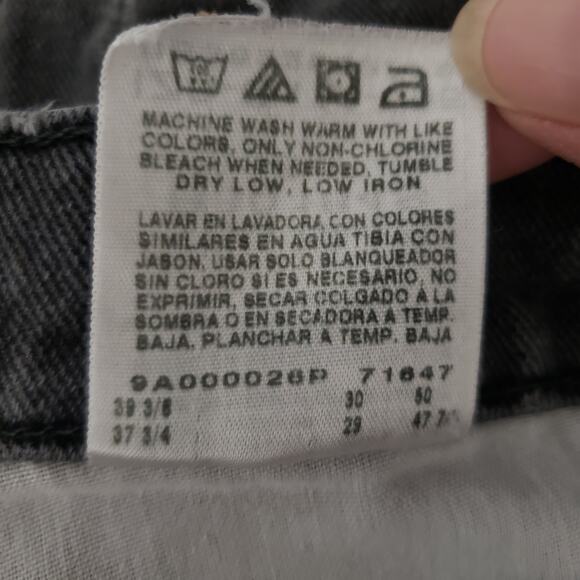 MACHINE WASH WARM WITH LIKE
COLORS, ONLY NON-CHLORINE
BLEACH WHEN NEEDED, TUMBLE
DRY LOW, LOW IRON
LAVAR EN LAVADORA, CON COLORES
SIMILARES EN AGUA TIBIA CON
JABON, USAR SOLO BLANQUEADOR
SIN CLORO SI ES NECESARIO, NO
EXPRIMIR, SECAR COLGADO A LA
SOMBRA O EN SECADORA A TEMP.
BAJA. PLANCHAR A TEMP. BAJA
9A000026P 71647
39 3/8 30 50
37 3/4 29